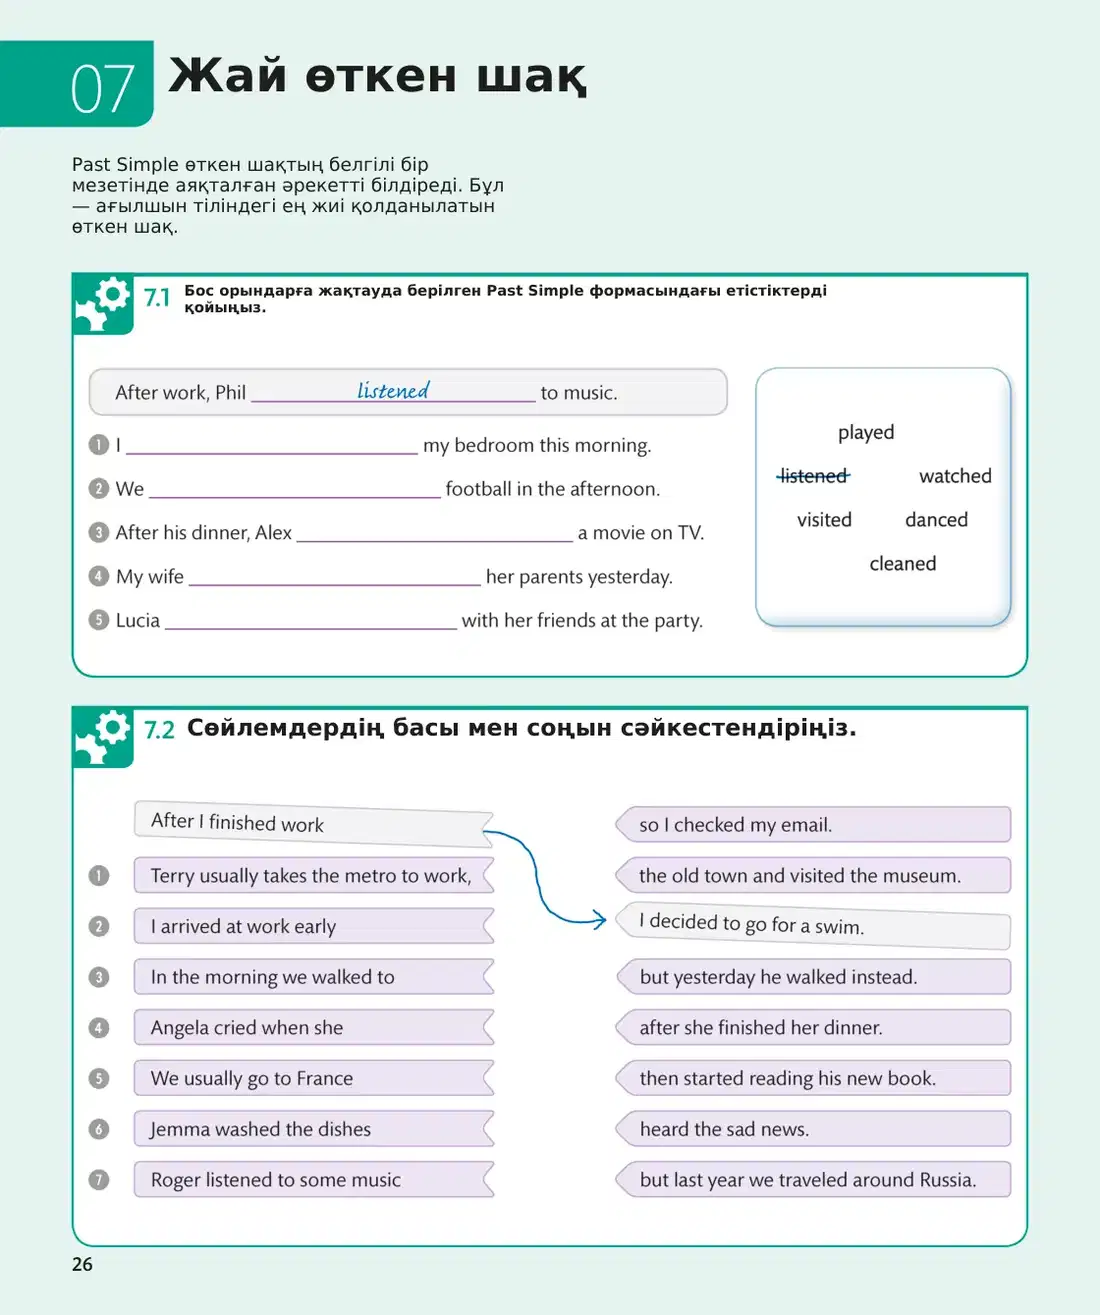 07 Жай өткен шақ
Past Simple өткен шақтың белгілі бір
мезетінде аяқталған әрекетті білдіреді. Бұл
— ағылшын тіліндегі ең жиі қолданылатын
өткен шақ.
7.1 Бос орындарға жақтауда берілген Past Simple формасындағы етістіктерді
қойыңыз.
After work, Phil listened to music.
1 I ______ my bedroom this morning.
2 We ______ football in the afternoon.
3 After his dinner, Alex ______ a movie on TV.
4 My wife ______ her parents yesterday.
5 Lucia ______ with her friends at the party.
played
listened watched
visited danced
cleaned
7.2 Сөйлемдердің басы мен соңын сәйкестендіріңіз.
After I finished work
1 Terry usually takes the metro to work,
2 I arrived at work early
3 In the morning we walked to
4 Angela cried when she
5 We usually go to France
6 Jemma washed the dishes
7 Roger listened to some music
so I checked my email.
the old town and visited the museum.
I decided to go for a swim.
but yesterday he walked instead.
after she finished her dinner.
then started reading his new book.
heard the sad news.
but last year we traveled around Russia.
26